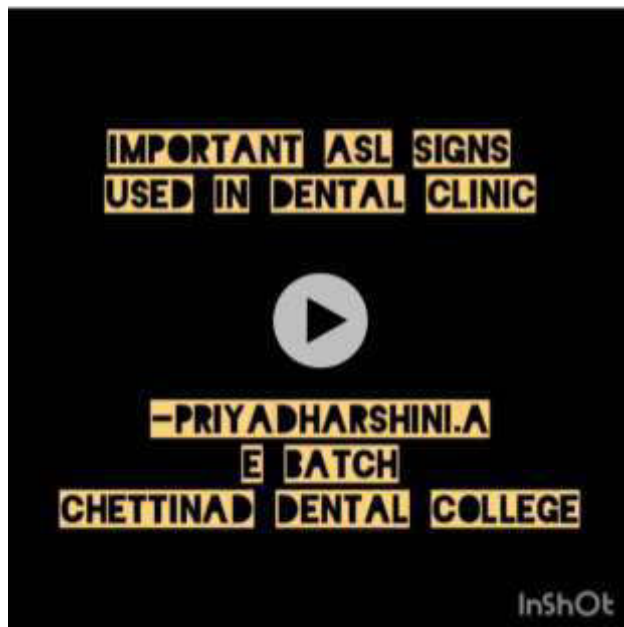 IMPORTANT ASL SIGNS
USED IN DENTAL CLINIC
-PRIYADHARSHINI.A
E BATCH
CHETTINAD DENTAL COLLEGE
InShOt